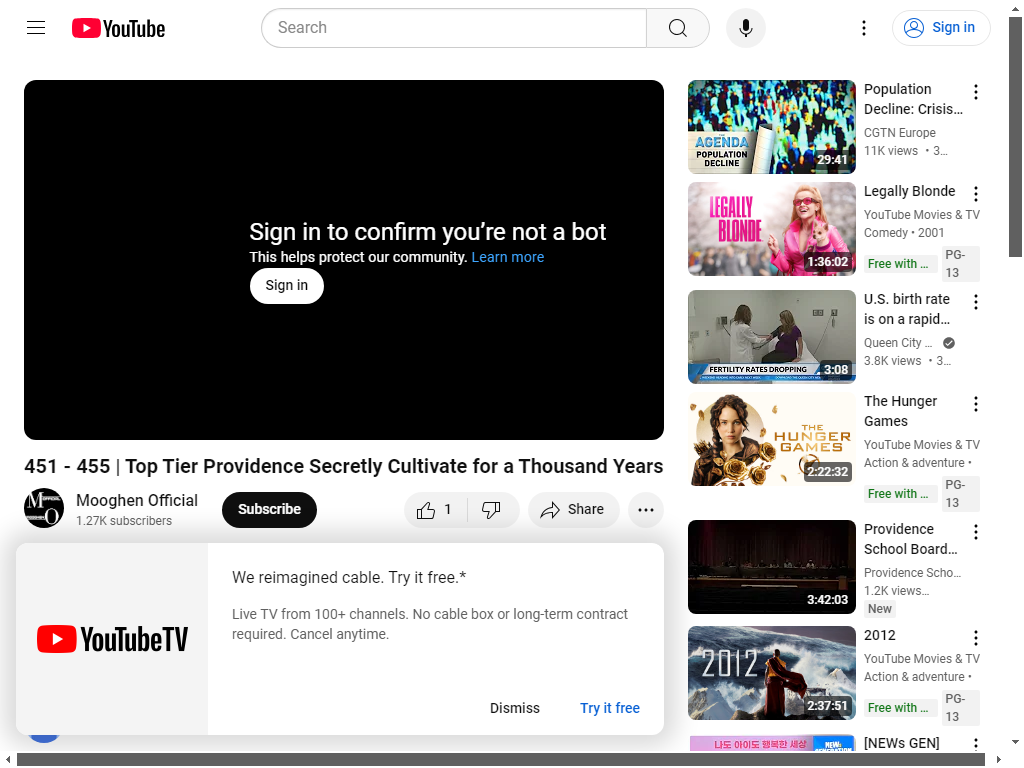 YouTube
Search
Sign in
Sign in to confirm you’re not a bot
This helps protect our community. Learn more
Sign in
451 - 455 | Top Tier Providence Secretly Cultivate for a Thousand Years
Mooghen Official
1.27K subscribers
Subscribe
1
Share
We reimagined cable. Try it free.*
Live TV from 100+ channels. No cable box or long-term contract
required. Cancel anytime.
YouTubeTV
Dismiss
Try it free
AGENDA
POPULATION
DECLINE
29:41
Population
Decline: Crisis...
CGTN Europe
11K views • 3...
LEGALLY
BLONDE
1:36:02
Legally Blonde
YouTube Movies & TV
Comedy • 2001
Free with ...
PG-
13
FERTILITY RATES DROPPING
3:08
U.S. birth rate
is on a rapid...
Queen City ...
3.8K views • 3...
THE
HUNGER
GAMES
2:22:32
The Hunger
Games
YouTube Movies & TV
Action & adventure •
Free with ...
PG-
13
3:42:03
Providence
School Board...
Providence Scho...
1.2K views...
New
2012
2:37:51
2012
YouTube Movies & TV
Action & adventure •
Free with ...
PG-
13
나도 아이도 행복한 세상
NEWs
[NEWs GEN]